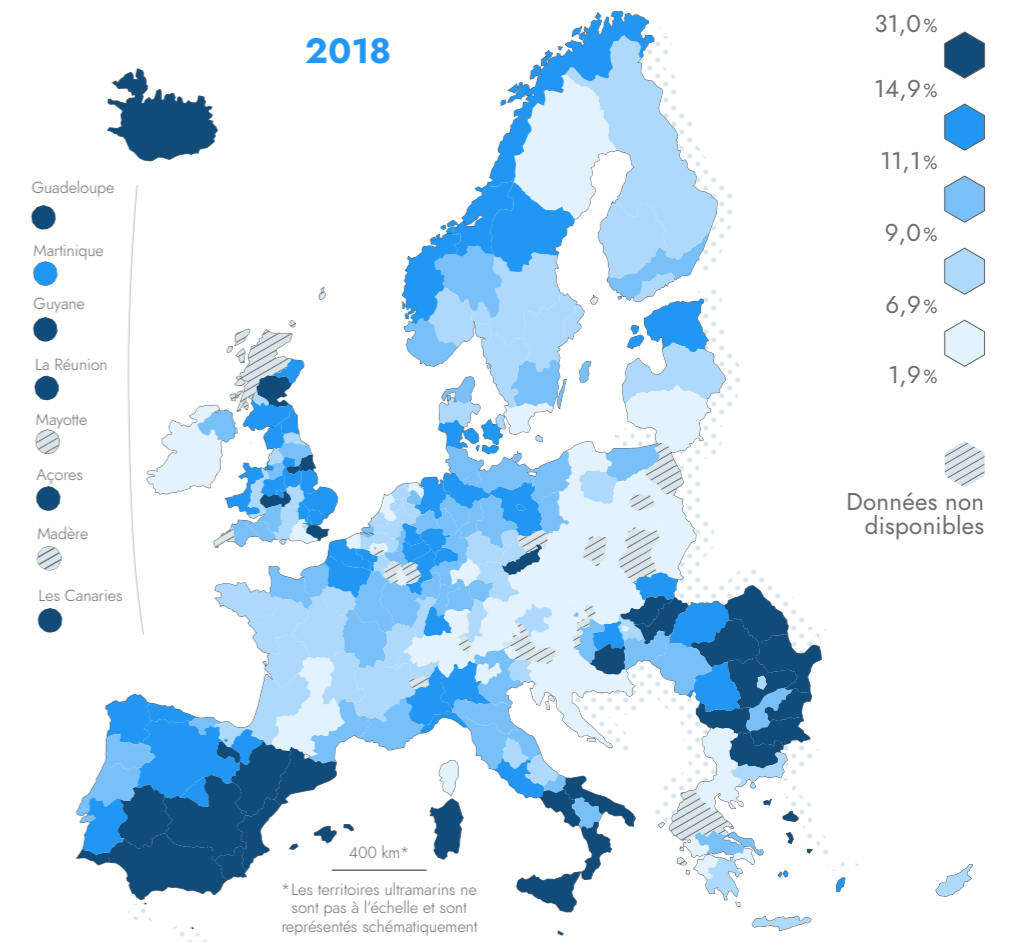 2018
31,0%
14,9%
11,1%
9,0%
6,9%
1,9%
Données non
disponibles
Guadeloupe
Martinique
Guyane
La Réunion
Mayotte
Açores
Madère
Les Canaries
400 km*
*Les territoires ultramarins ne
sont pas à l'échelle et sont
représentés schématiquement